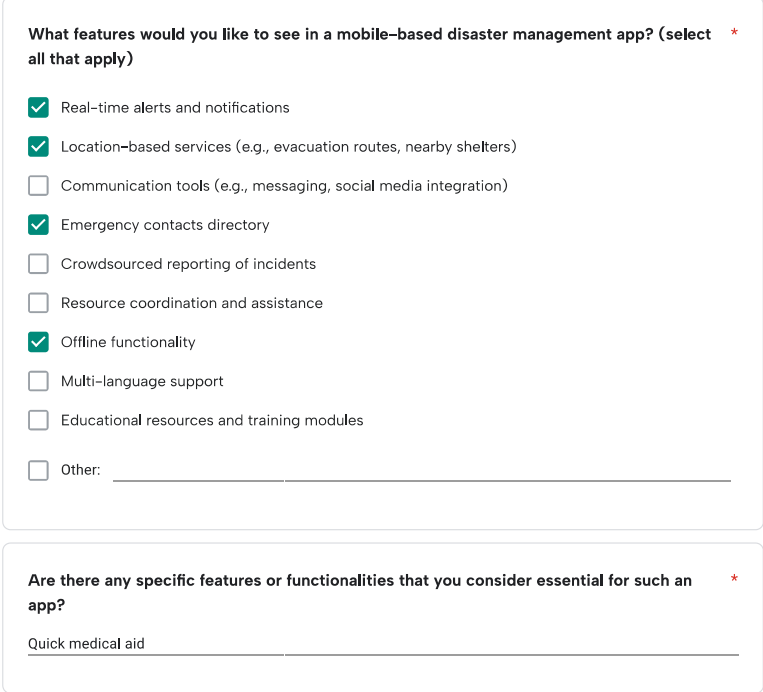 What features would you like to see in a mobile-based disaster management app? (select *
all that apply)
Real-time alerts and notifications
Location-based services (e.g., evacuation routes, nearby shelters)
Communication tools (e.g., messaging, social media integration)
Emergency contacts directory
Crowdsourced reporting of incidents
Resource coordination and assistance
Offline functionality
Multi-language support
Educational resources and training modules
Other:
Are there any specific features or functionalities that you consider essential for such an *
app?
Quick medical aid